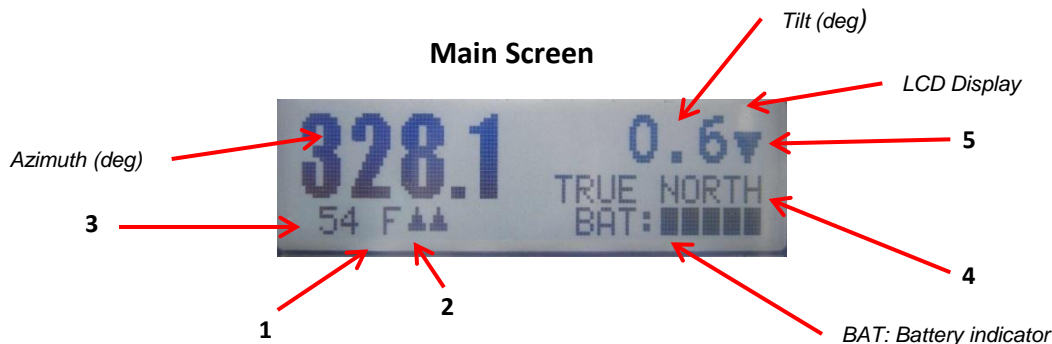 Tilt (deg)
Main Screen
LCD Display
328.1
0.6▼
5
Azimuth (deg)
TRUE NORTH
3
54 F
BAT:
4
2
1
BAT: Battery indicator